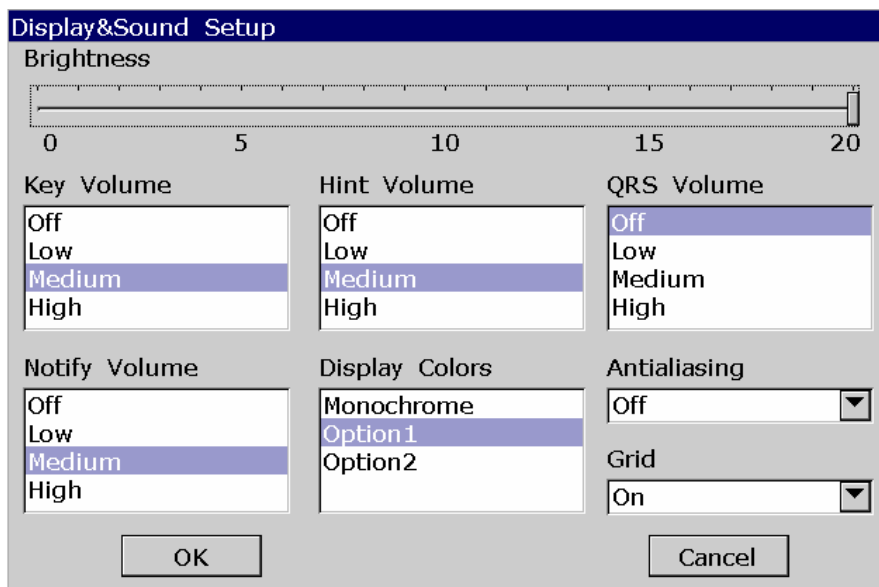 Display&Sound Setup
Brightness
0 5 10 15 20
Key Volume
Off
Low
Medium
High
Hint Volume
Off
Low
Medium
High
QRS Volume
Off
Low
Medium
High
Notify Volume
Off
Low
Medium
High
Display Colors
Monochrome
Option1
Option2
Antialiasing
Off
Grid
On
OK
Cancel